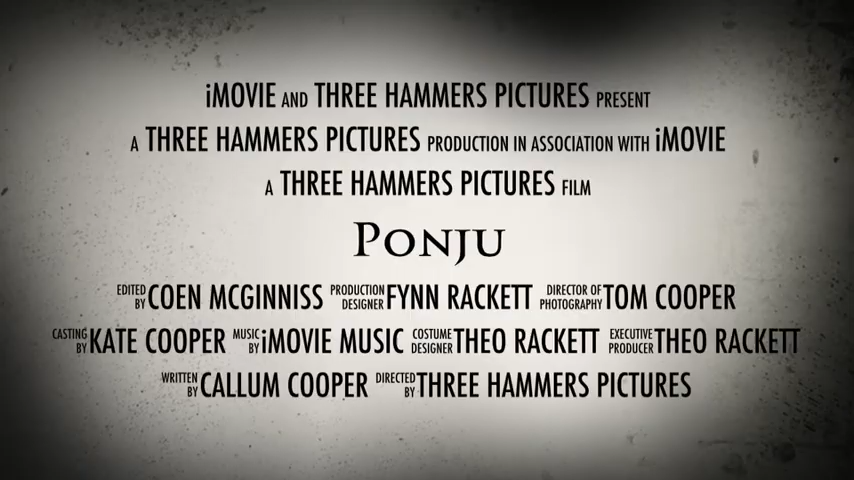 iMOVIE AND THREE HAMMERS PICTURES PRESENT
A THREE HAMMERS PICTURES PRODUCTION IN ASSOCIATION WITH iMOVIE
A THREE HAMMERS PICTURES FILM
PONJU
EDITED BY COEN MCGINNISS PRODUCTION DESIGNER FYNN RACKETT DIRECTOR OF PHOTOGRAPHY TOM COOPER
CASTING BY KATE COOPER MUSIC BY iMOVIE MUSIC COSTUME DESIGNER THEO RACKETT EXECUTIVE PRODUCER THEO RACKETT
WRITTEN BY CALLUM COOPER DIRECTED BY THREE HAMMERS PICTURES